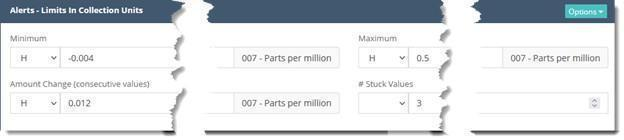 Alerts - Limits In Collection Units
Options
Minimum
Maximum
H -0.004 007 - Parts per million
H 0.5 007 - Parts per million
Amount Change (consecutive values)
# Stuck Values
H 0.012 007 - Parts per million
3